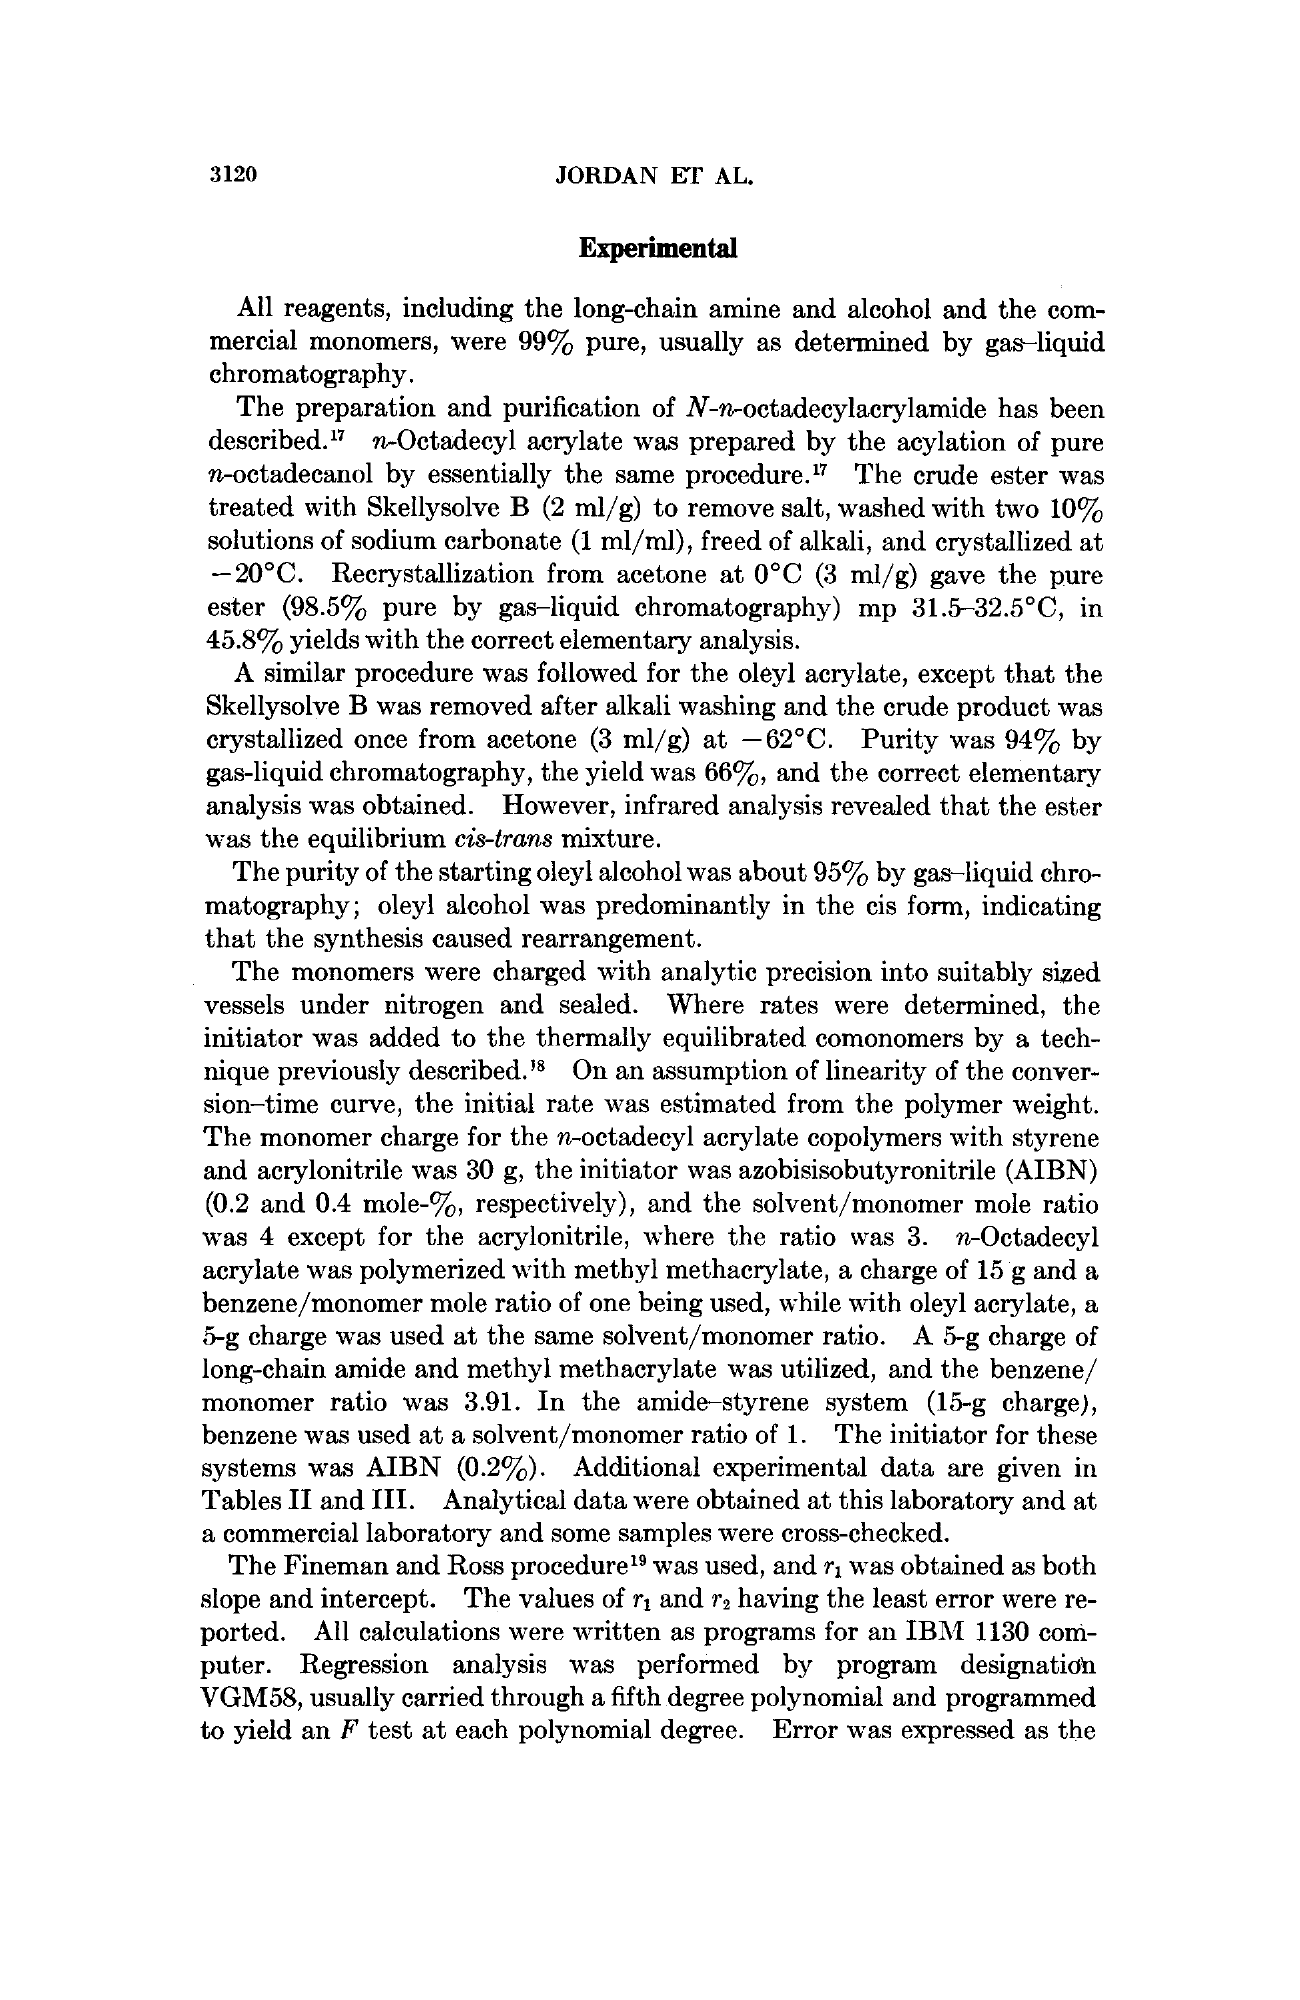 3120 JORDAN ET AL.
Experimental
All reagents, including the long-chain amine and alcohol and the com-
mercial monomers, were 99% pure, usually as determined by gas–liquid
chromatography.
The preparation and purification of N-n-octadecylacrylamide has been
described.¹⁷ n-Octadecyl acrylate was prepared by the acylation of pure
n-octadecanol by essentially the same procedure.¹⁷ The crude ester was
treated with Skellysolve B (2 ml/g) to remove salt, washed with two 10%
solutions of sodium carbonate (1 ml/ml), freed of alkali, and crystallized at
−20°C. Recrystallization from acetone at 0°C (3 ml/g) gave the pure
ester (98.5% pure by gas–liquid chromatography) mp 31.5–32.5°C, in
45.8% yields with the correct elementary analysis.
A similar procedure was followed for the oleyl acrylate, except that the
Skellysolve B was removed after alkali washing and the crude product was
crystallized once from acetone (3 ml/g) at −62°C. Purity was 94% by
gas-liquid chromatography, the yield was 66%, and the correct elementary
analysis was obtained. However, infrared analysis revealed that the ester
was the equilibrium cis-trans mixture.
The purity of the starting oleyl alcohol was about 95% by gas–liquid chro-
matography; oleyl alcohol was predominantly in the cis form, indicating
that the synthesis caused rearrangement.
The monomers were charged with analytic precision into suitably sized
vessels under nitrogen and sealed. Where rates were determined, the
initiator was added to the thermally equilibrated comonomers by a tech-
nique previously described.¹⁸ On an assumption of linearity of the conver-
sion–time curve, the initial rate was estimated from the polymer weight.
The monomer charge for the n-octadecyl acrylate copolymers with styrene
and acrylonitrile was 30 g, the initiator was azobisisobutyronitrile (AIBN)
(0.2 and 0.4 mole-%, respectively), and the solvent/monomer mole ratio
was 4 except for the acrylonitrile, where the ratio was 3. n-Octadecyl
acrylate was polymerized with methyl methacrylate, a charge of 15 g and a
benzene/monomer mole ratio of one being used, while with oleyl acrylate, a
5-g charge was used at the same solvent/monomer ratio. A 5-g charge of
long-chain amide and methyl methacrylate was utilized, and the benzene/
monomer ratio was 3.91. In the amide–styrene system (15-g charge),
benzene was used at a solvent/monomer ratio of 1. The initiator for these
systems was AIBN (0.2%). Additional experimental data are given in
Tables II and III. Analytical data were obtained at this laboratory and at
a commercial laboratory and some samples were cross-checked.
The Fineman and Ross procedure¹⁹ was used, and r₁ was obtained as both
slope and intercept. The values of r₁ and r₂ having the least error were re-
ported. All calculations were written as programs for an IBM 1130 com-
puter. Regression analysis was performed by program designation
VGM58, usually carried through a fifth degree polynomial and programmed
to yield an F test at each polynomial degree. Error was expressed as the